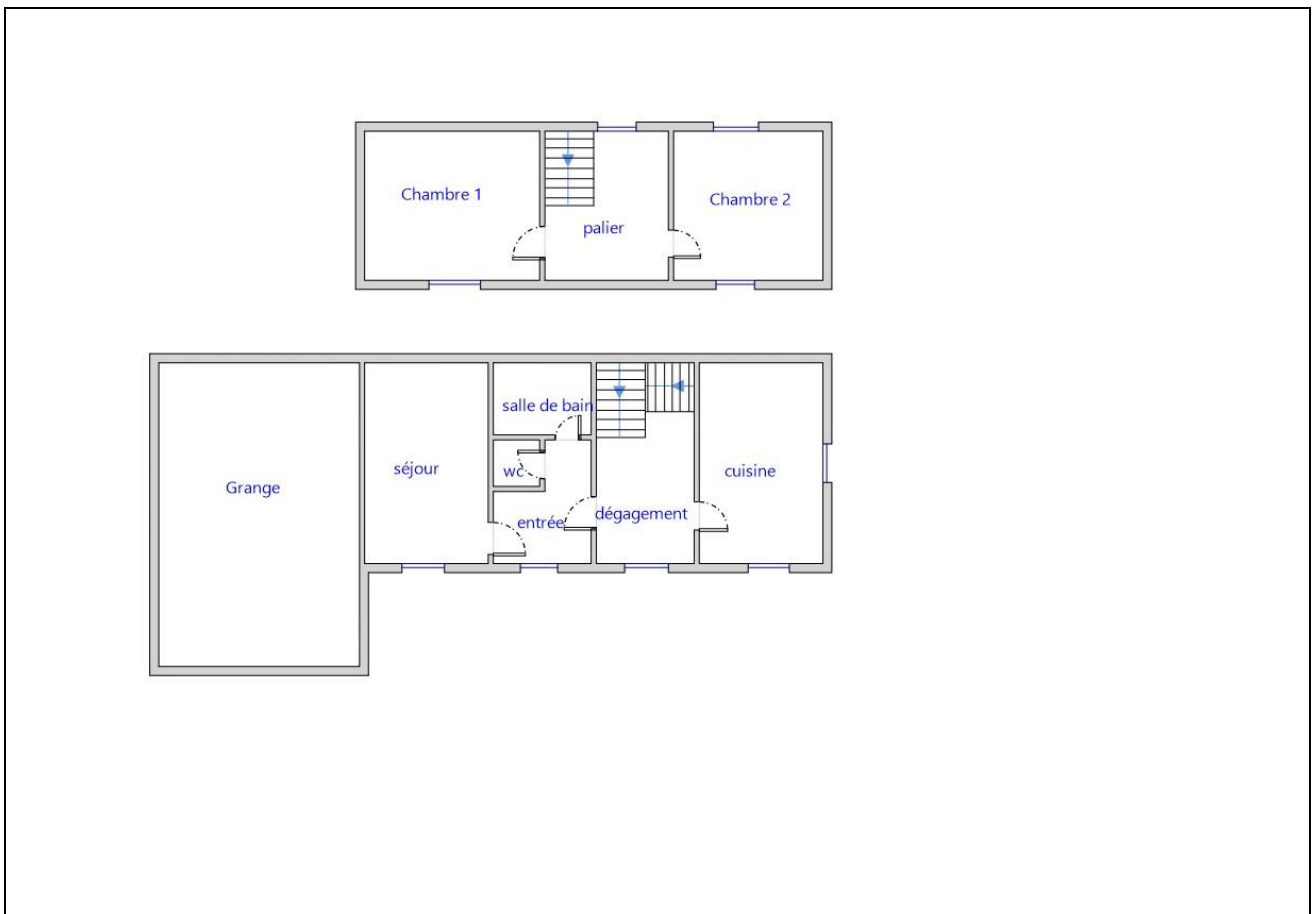 Chambre 1
Chambre 2
palier
salle de bain
séjour
wc
cuisine
Grange
entrée
dégagement